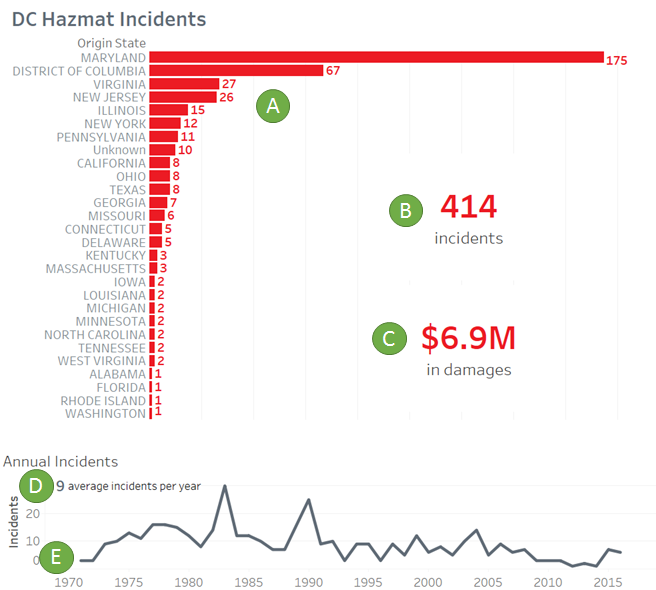 DC Hazmat Incidents
Origin State
MARYLAND 175
DISTRICT OF COLUMBIA 67
VIRGINIA 27
NEW JERSEY 26
A
ILLINOIS 15
NEW YORK 12
PENNSYLVANIA 11
Unknown 10
CALIFORNIA 8
OHIO 8
TEXAS 8
GEORGIA 7
MISSOURI 6
CONNECTICUT 5
DELAWARE 5
KENTUCKY 3
MASSACHUSETTS 3
IOWA 2
LOUISIANA 2
MICHIGAN 2
MINNESOTA 2
NORTH CAROLINA 2
TENNESSEE 2
WEST VIRGINIA 2
ALABAMA 1
FLORIDA 1
RHODE ISLAND 1
WASHINGTON 1
B 414
incidents
C $6.9M
in damages
Annual Incidents
D 9 average incidents per year
Incidents
20
10
0
E
1970 1975 1980 1985 1990 1995 2000 2005 2010 2015